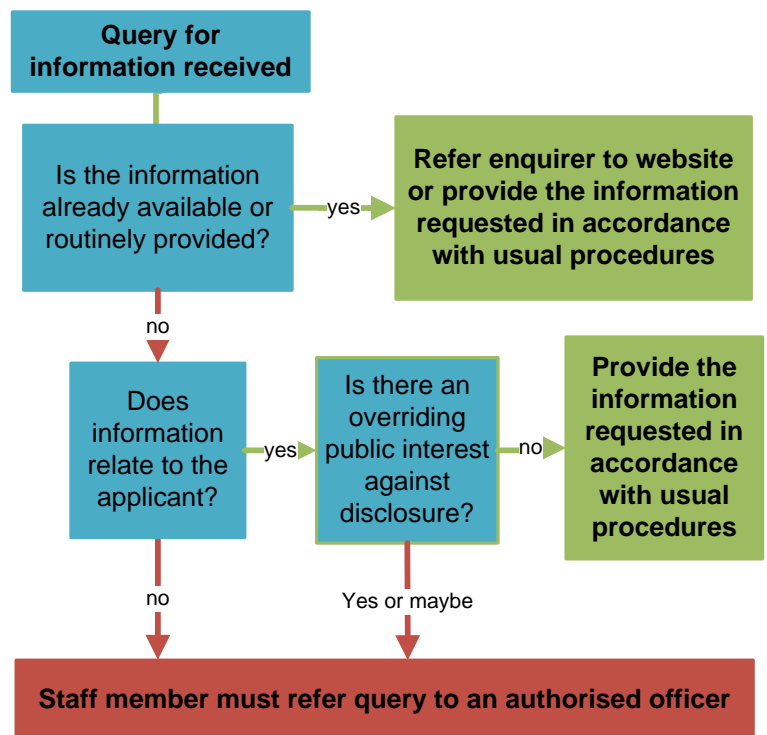 Query for
information received
Is the information
already available or
routinely provided?
yes
Refer enquirer to website
or provide the information
requested in accordance
with usual procedures
no
Does
information
relate to the
applicant?
yes
Is there an
overriding
public interest
against
disclosure?
no
Provide the
information
requested in
accordance
with usual
procedures
no
Yes or maybe
Staff member must refer query to an authorised officer